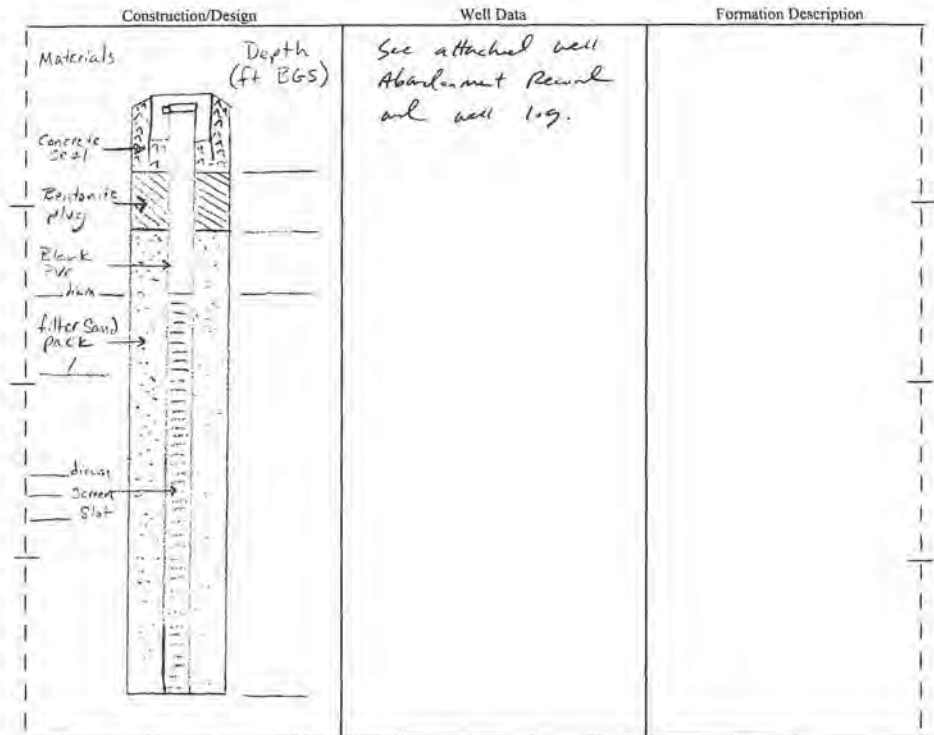 Construction/Design
Well Data
Formation Description
Materials
Depth
(ft BGS)
Concrete
seal
Bentonite
plug
Blank
PVC
diam
filter Sand
pack
/
diam
screen
slot
See attached well
Abandonment Record
and well log.